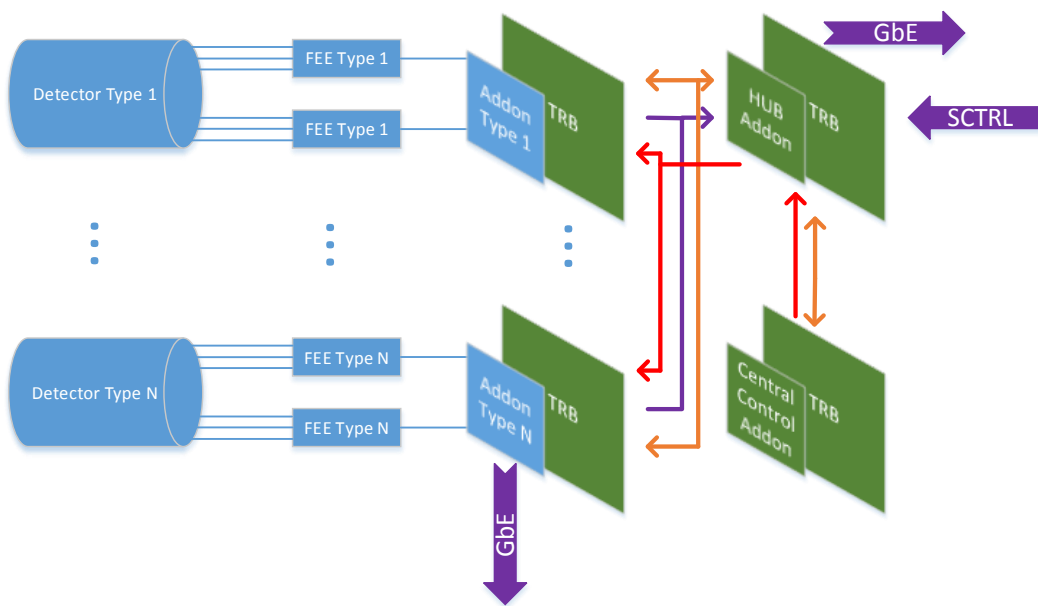 Detector Type 1
FEE Type 1
FEE Type 1
Addon
Type 1
TRB
HUB
Addon
TRB
GbE
SCTRL
Detector Type N
FEE Type N
FEE Type N
Addon
Type N
TRB
GbE
Central
Control
Addon
TRB